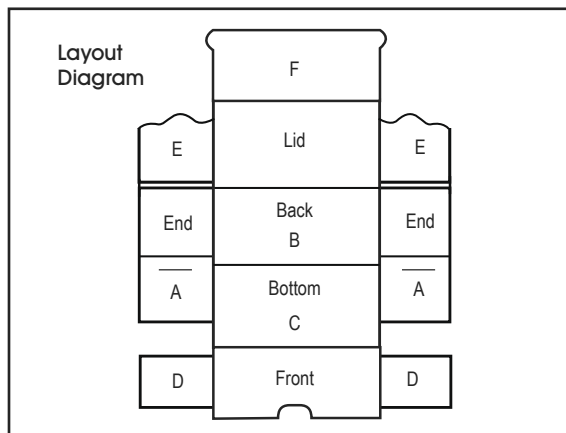 Layout
Diagram
F
E Lid E
End Back End
B
A Bottom A
C
D Front D